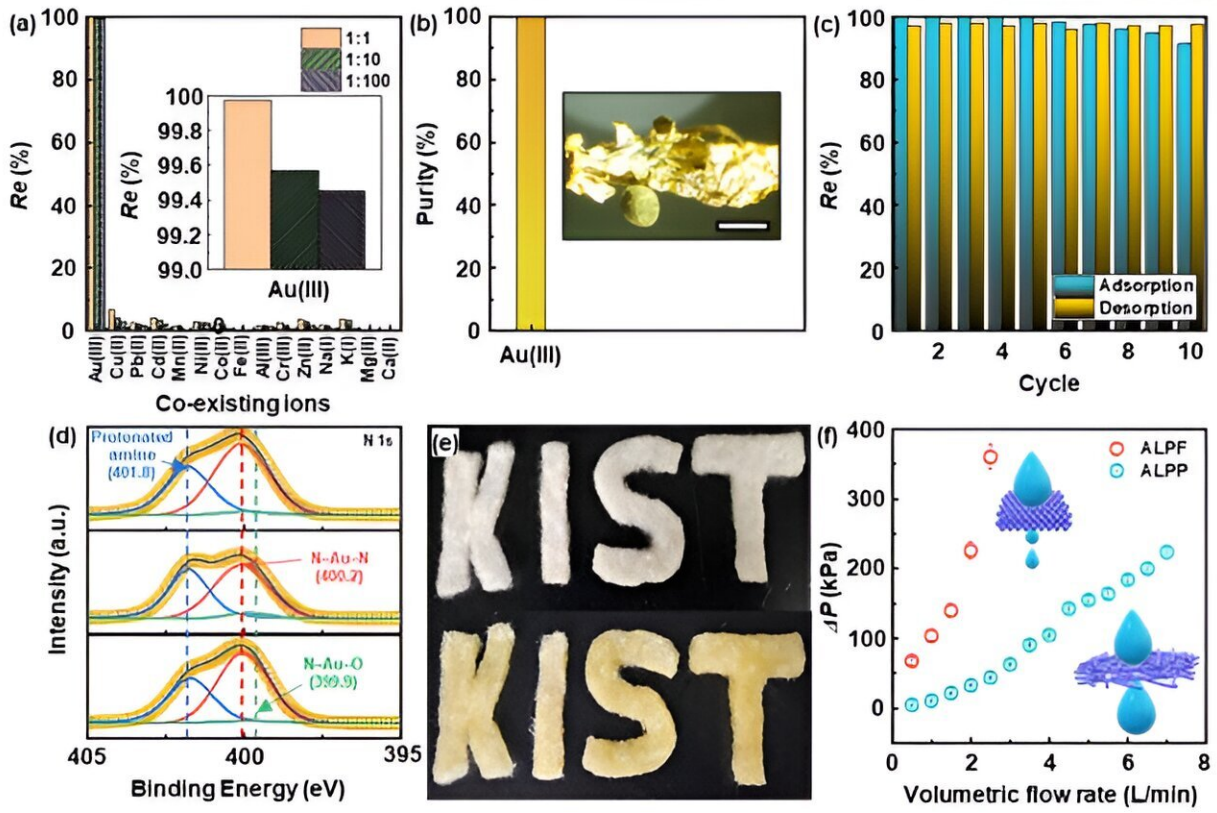 (a)
100
80
60
40
20
0
Re (%)
1:1
1:10
1:100
100
99.8
99.6
99.4
99.2
99.0
Re (%)
Au(III)
Au(III)
Cu(II)
Pb(II)
Cd(II)
Mn(II)
Ni(II)
Co(II)
Fe(II)
Al(III)
Cr(III)
Zn(II)
Na(I)
K(I)
Mg(II)
Ca(II)
Co-existing ions
(b)
100
80
60
40
20
0
Purity (%)
Au(III)
(c)
100
80
60
40
20
0
Re (%)
Adsorption
Desorption
2
4
6
8
10
Cycle
(d)
N 1s
Protonated
amine
(401.8)
N-Au-N
(400.2)
N-Au-O
(399.9)
Intensity (a.u.)
405
400
395
Binding Energy (eV)
(e)
KIST
KIST
(f)
400
300
200
100
0
ΔP (kPa)
ALPF
ALPP
0
2
4
6
8
Volumetric flow rate (L/min)